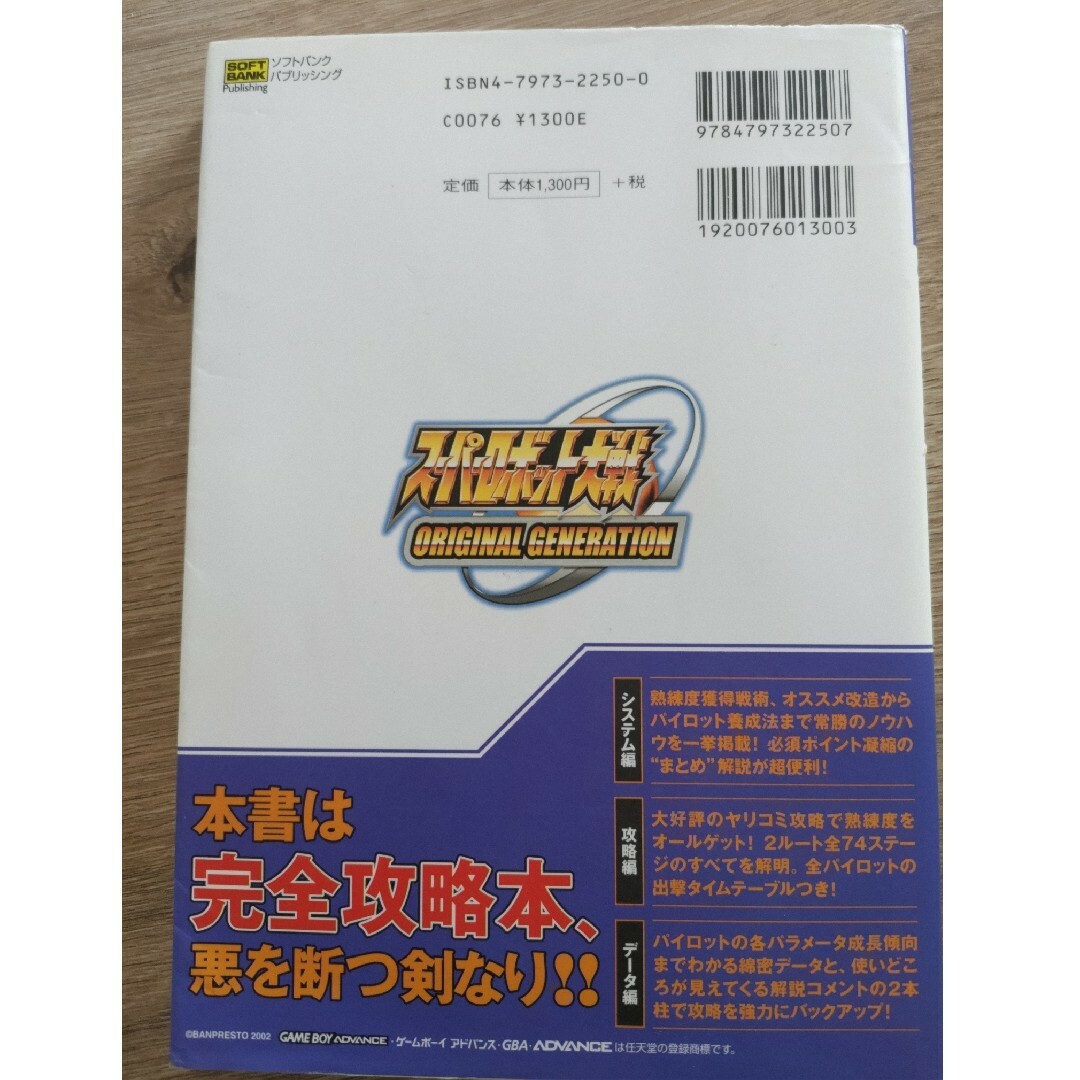 SOFT
BANK
Publishing
ソフトバンク
パブリッシング
ISBN4-7973-2250-0
C0076 ¥1300E
定価 本体1,300円 +税
9784797322507
1920076013003
スーパーロボット大戦
ORIGINAL GENERATION
システム編
熟練度獲得戦術、オススメ改造から
パイロット養成法まで常勝のノウハ
ウを一挙掲載! 必須ポイント凝縮の
“まとめ”解説が超便利!
攻略編
大好評のヤリコミ攻略で熟練度を
オールゲット! 2ルート全74ステー
ジのすべてを解明。全パイロットの
出撃タイムテーブルつき!
データ編
パイロットの各パラメータ成長傾向
までわかる綿密データと、使いどこ
ろが見えてくる解説コメントの2本
柱で攻略を強力にバックアップ!
本書は
完全攻略本、
悪を断つ剣なり!!
©BANPRESTO 2002 GAME BOY ADVANCE・ゲームボーイ アドバンス・GBA・ADVANCEは任天堂の登録商標です。